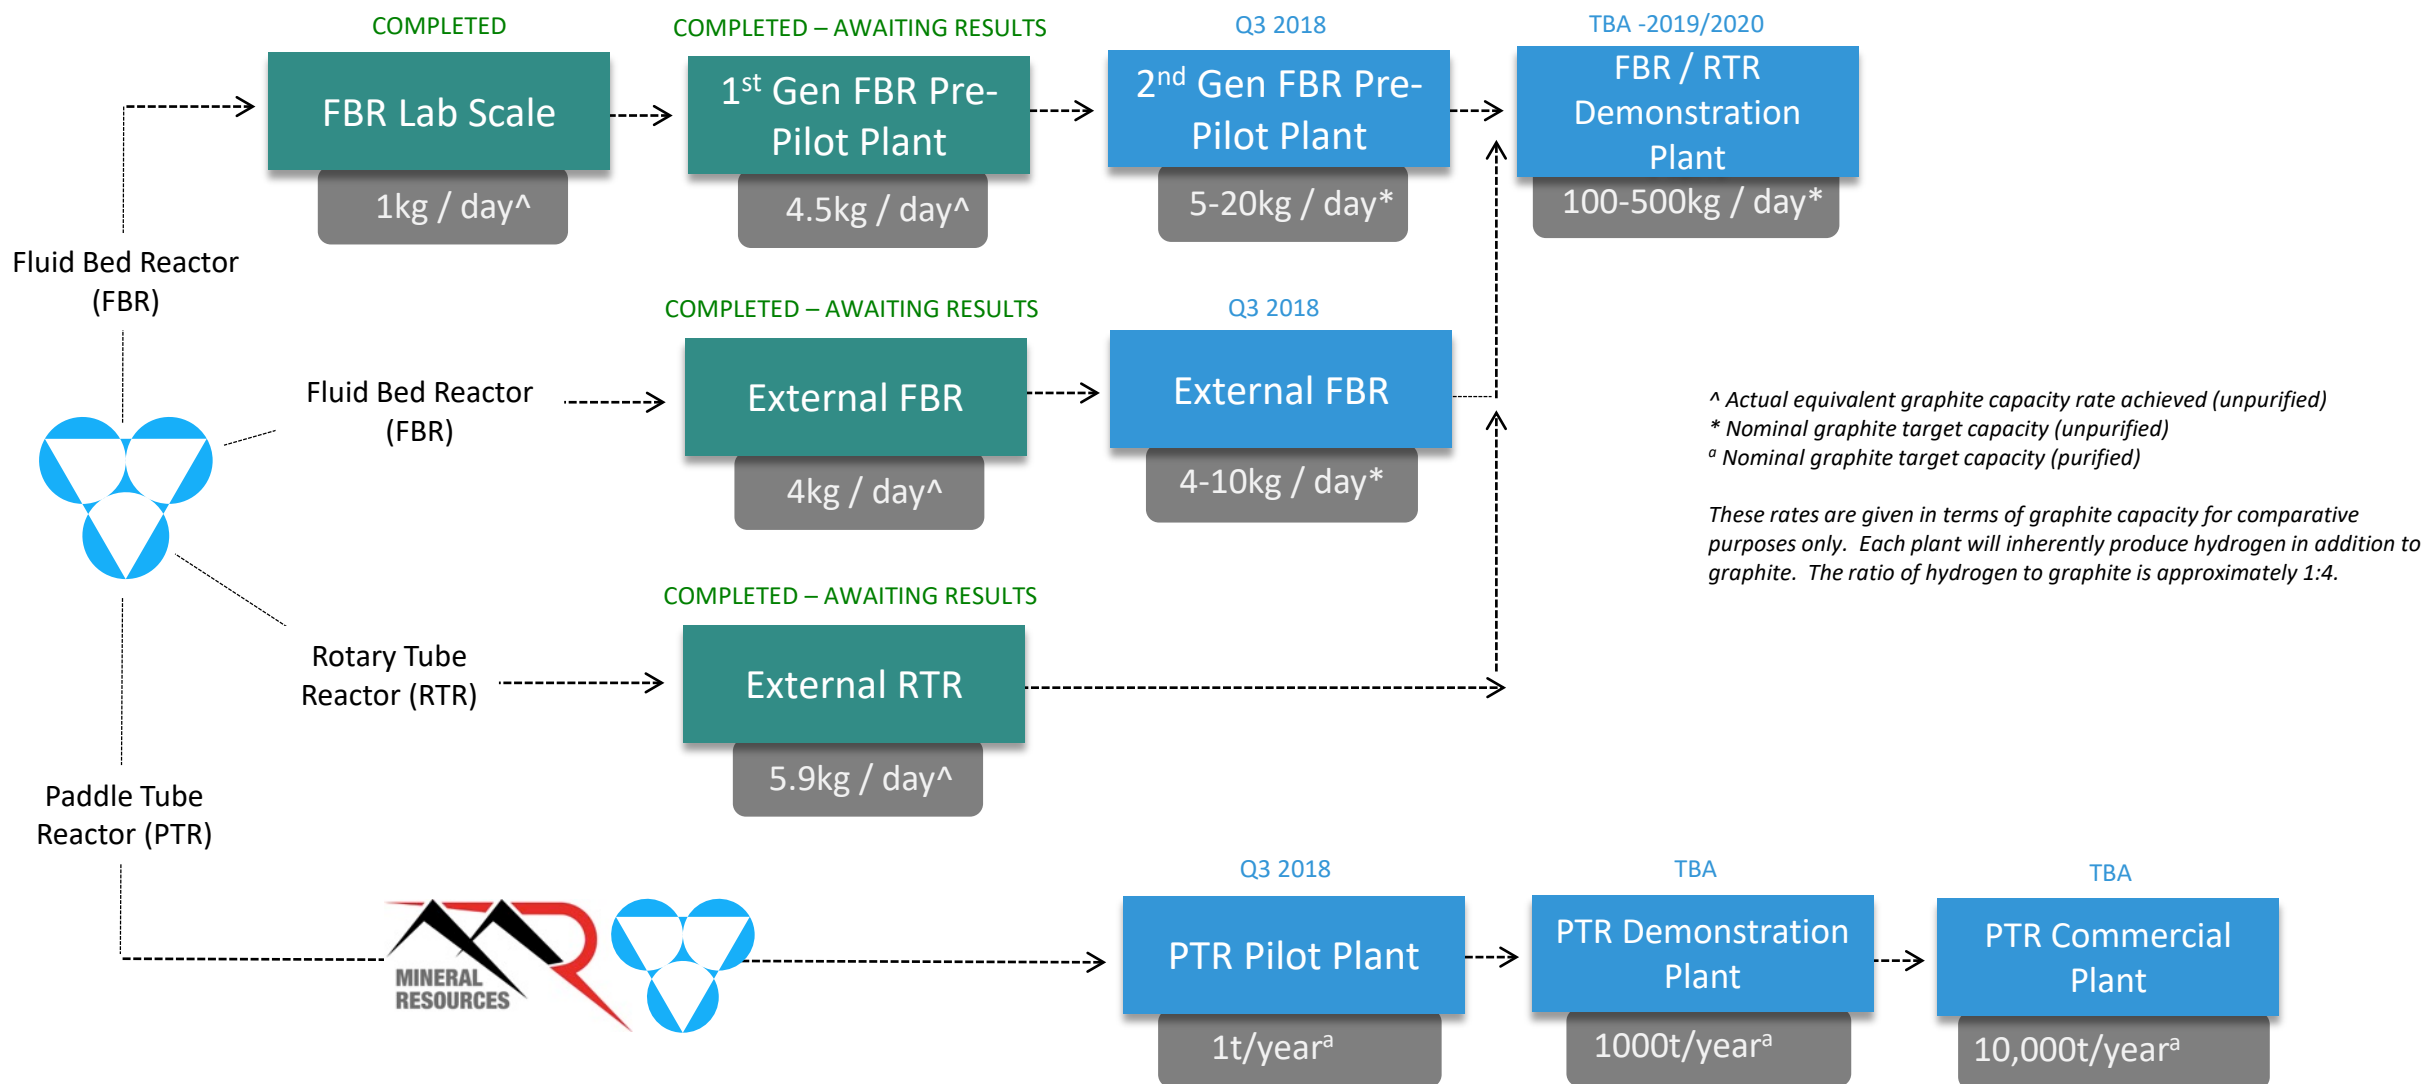 COMPLETED
FBR Lab Scale
1kg / day^
COMPLETED – AWAITING RESULTS
1st Gen FBR Pre-
Pilot Plant
4.5kg / day^
Q3 2018
2nd Gen FBR Pre-
Pilot Plant
5-20kg / day*
TBA -2019/2020
FBR / RTR
Demonstration
Plant
100-500kg / day*
Fluid Bed Reactor
(FBR)
Fluid Bed Reactor
(FBR)
COMPLETED – AWAITING RESULTS
External FBR
4kg / day^
Q3 2018
External FBR
4-10kg / day*
^ Actual equivalent graphite capacity rate achieved (unpurified)
* Nominal graphite target capacity (unpurified)
a Nominal graphite target capacity (purified)
These rates are given in terms of graphite capacity for comparative
purposes only. Each plant will inherently produce hydrogen in addition to
graphite. The ratio of hydrogen to graphite is approximately 1:4.
Rotary Tube
Reactor (RTR)
COMPLETED – AWAITING RESULTS
External RTR
5.9kg / day^
Paddle Tube
Reactor (PTR)
MINERAL
RESOURCES
Q3 2018
PTR Pilot Plant
1t/yearᵃ
TBA
PTR Demonstration
Plant
1000t/yearᵃ
TBA
PTR Commercial
Plant
10,000t/yearᵃ